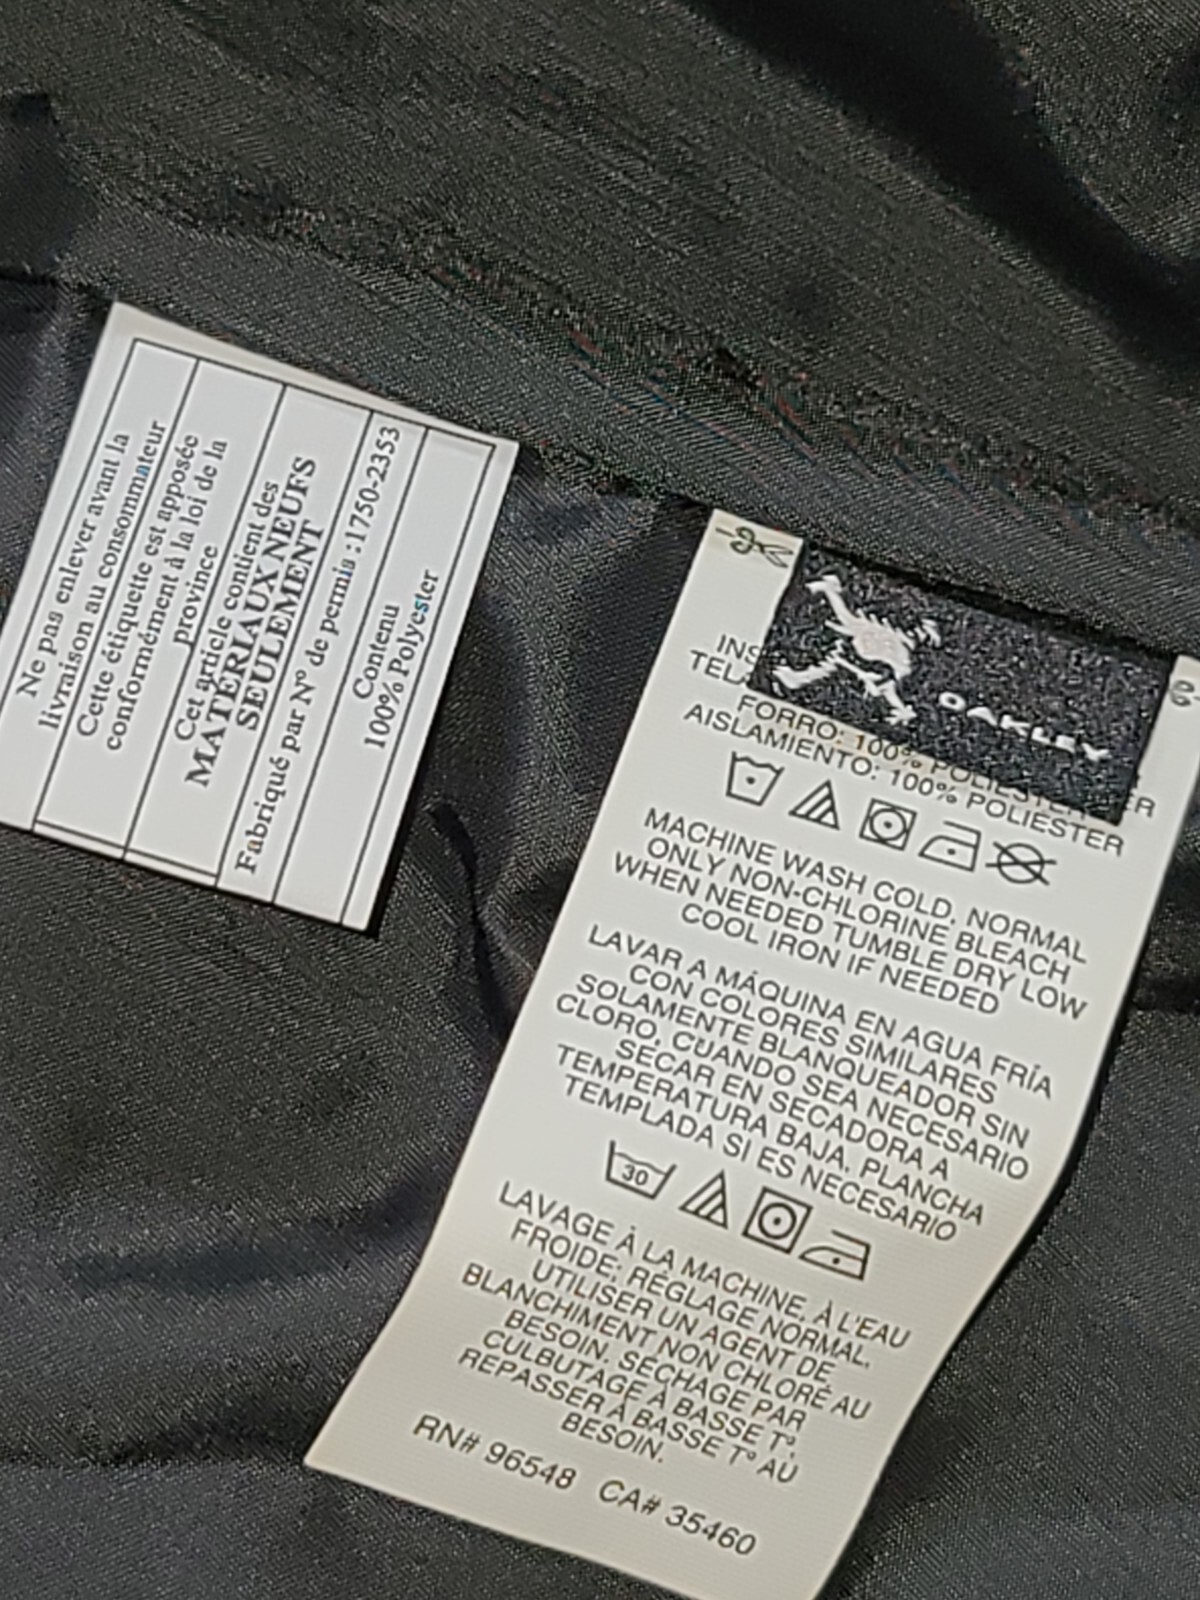 Ne pas enlever avant la
livraison au consommateur
Cette étiquette est apposée
conformément à la loi de la
province
Cet article contient des
MATÉRIAUX NEUFS
SEULEMENT
Fabriqué par N° de permis :1750-2353
Contenu
100% Polyester
OAKLEY
FORRO: 100% POLIESTER
AISLAMIENTO: 100% POLIÉSTER
MACHINE WASH COLD, NORMAL
ONLY NON-CHLORINE BLEACH
WHEN NEEDED TUMBLE DRY LOW
COOL IRON IF NEEDED
LAVAR A MÁQUINA EN AGUA FRÍA
CON COLORES SIMILARES
SOLAMENTE BLANQUEADOR SIN
CLORO, CUANDO SEA NECESARIO
SECAR EN SECADORA A
TEMPERATURA BAJA. PLANCHA
TEMPLADA SI ES NECESARIO
30
LAVAGE À LA MACHINE, À L'EAU
FROIDE; RÉGLAGE NORMAL.
UTILISER UN AGENT DE
BLANCHIMENT NON CHLORÉ AU
BESOIN. SÉCHAGE PAR
CULBUTAGE À BASSE T°.
REPASSER À BASSE T° AU
BESOIN.
RN# 96548 CA# 35460